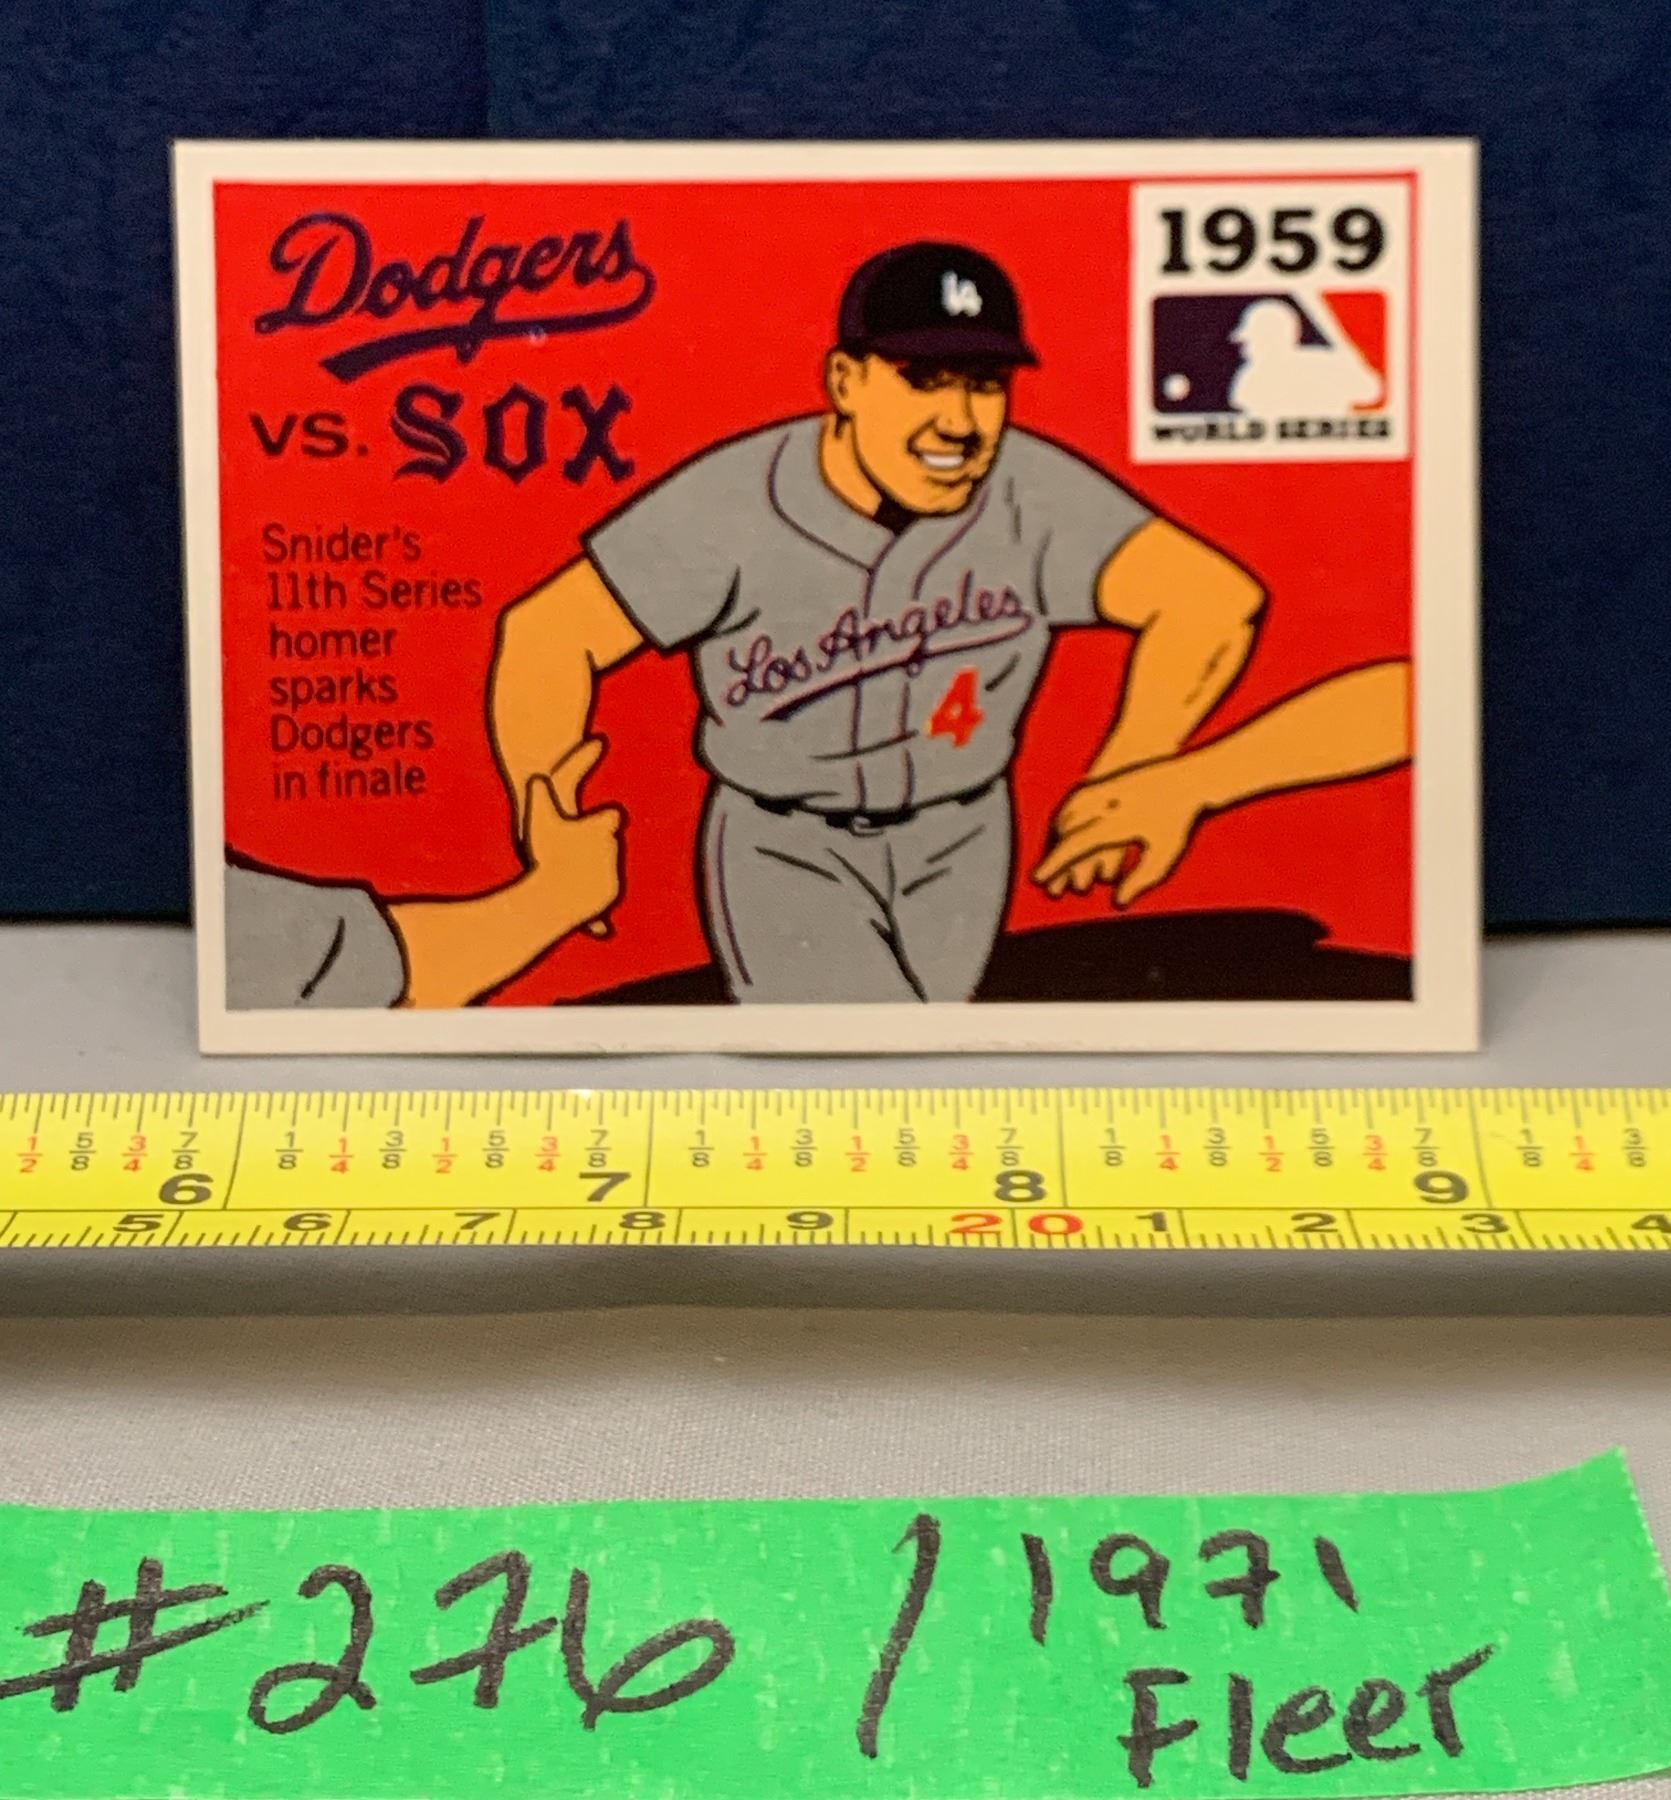 Dodgers
vs. SOX
1959
WORLD SERIES
LA
Snider's
11th Series
homer
sparks
Dodgers
in finale
Los Angeles
4
1/2 5/8 3/4 7/8 6 1/8 1/4 3/8 1/2 5/8 3/4 7/8 7 1/8 1/4 3/8 1/2 5/8 3/4 7/8 8 1/8 1/4 3/8 1/2 5/8 3/4 7/8 9 1/8 1/4 3/8
5 6 7 8 9 20 1 2 3 4
#276 / 1971
Fleer